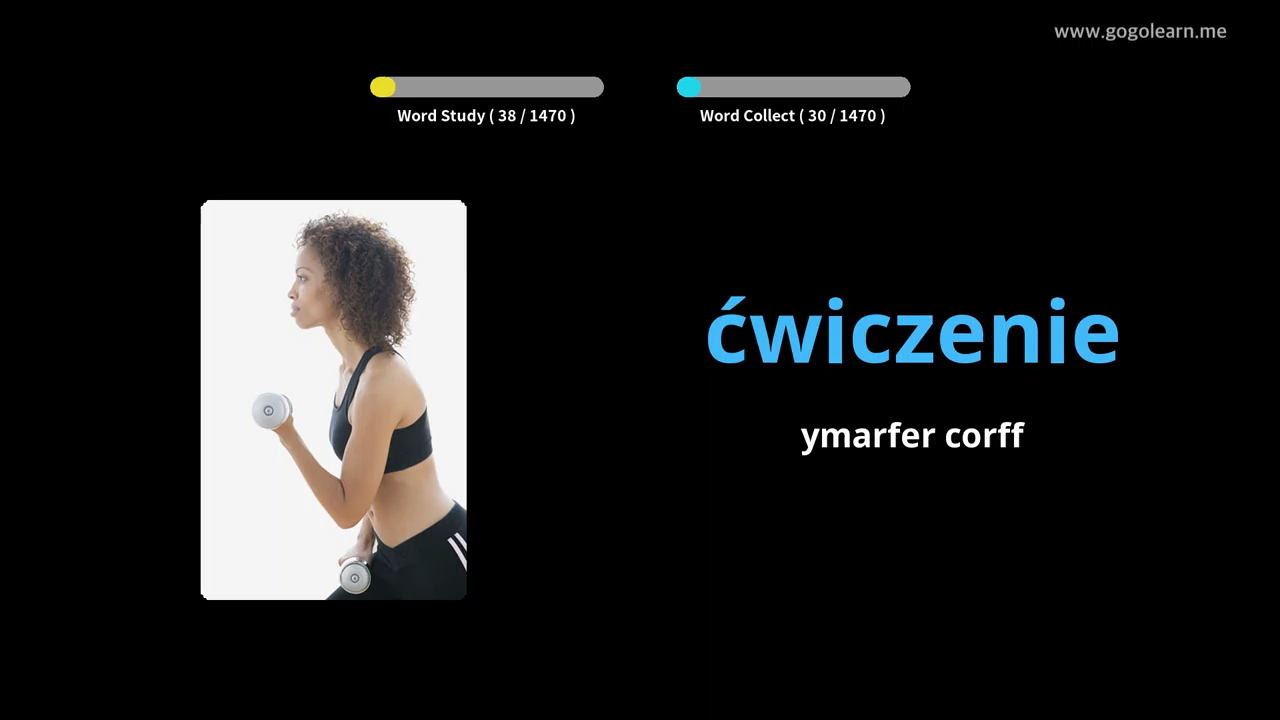 www.gogolearn.me
Word Study ( 38 / 1470 )
Word Collect ( 30 / 1470 )
ćwiczenie
ymarfer corff